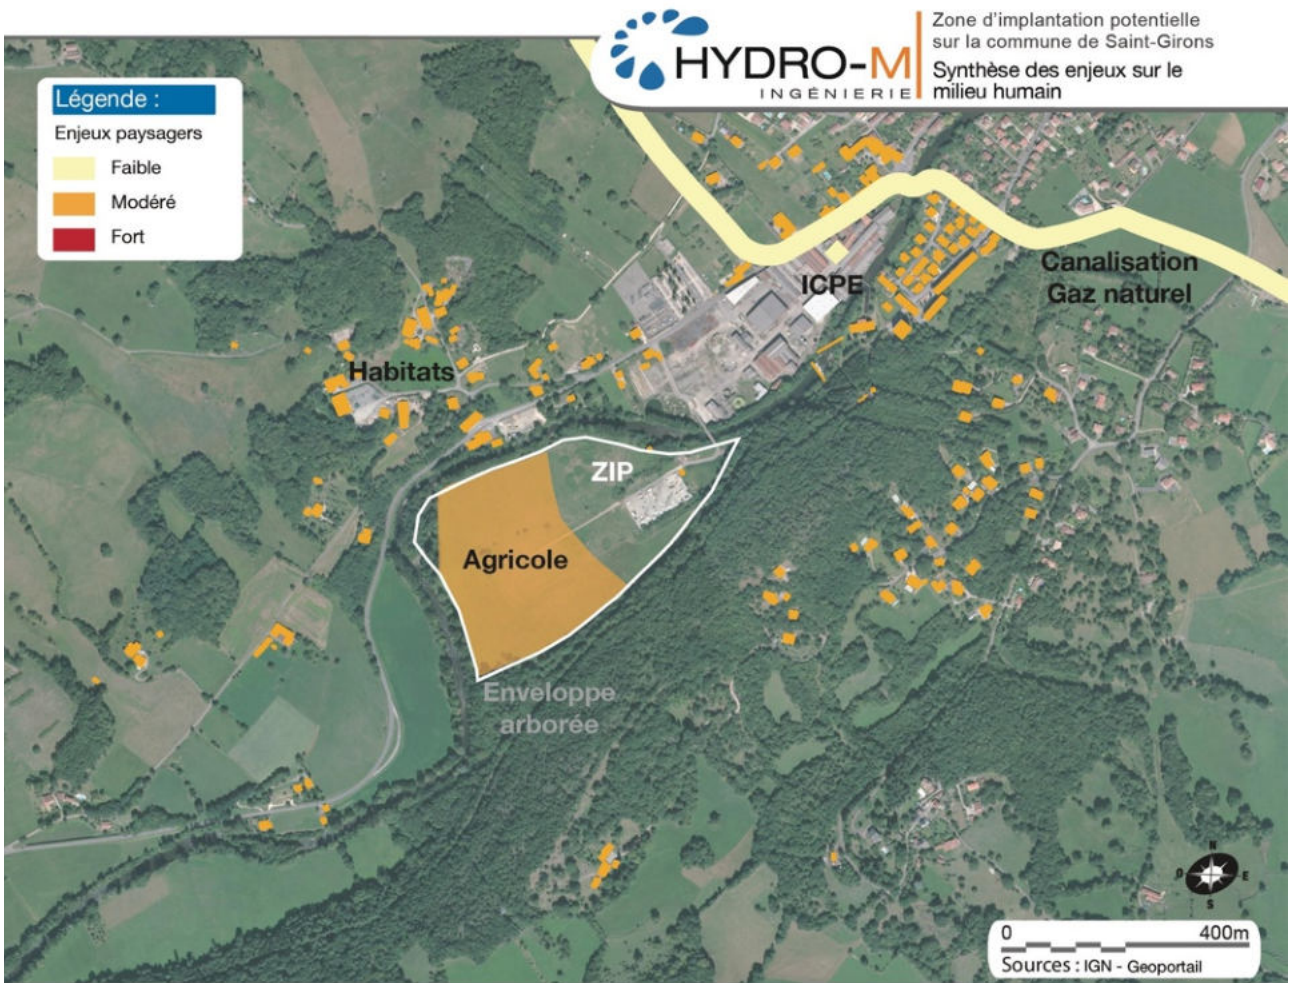 HYDRO-M
INGÉNIERIE
Zone d'implantation potentielle
sur la commune de Saint-Girons
Synthèse des enjeux sur le
milieu humain
Légende :
Enjeux paysagers
Faible
Modéré
Fort
Canalisation
Gaz naturel
ICPE
Habitats
ZIP
Agricole
Enveloppe
arborée
N
O
E
S
0
400m
Sources : IGN - Geoportail